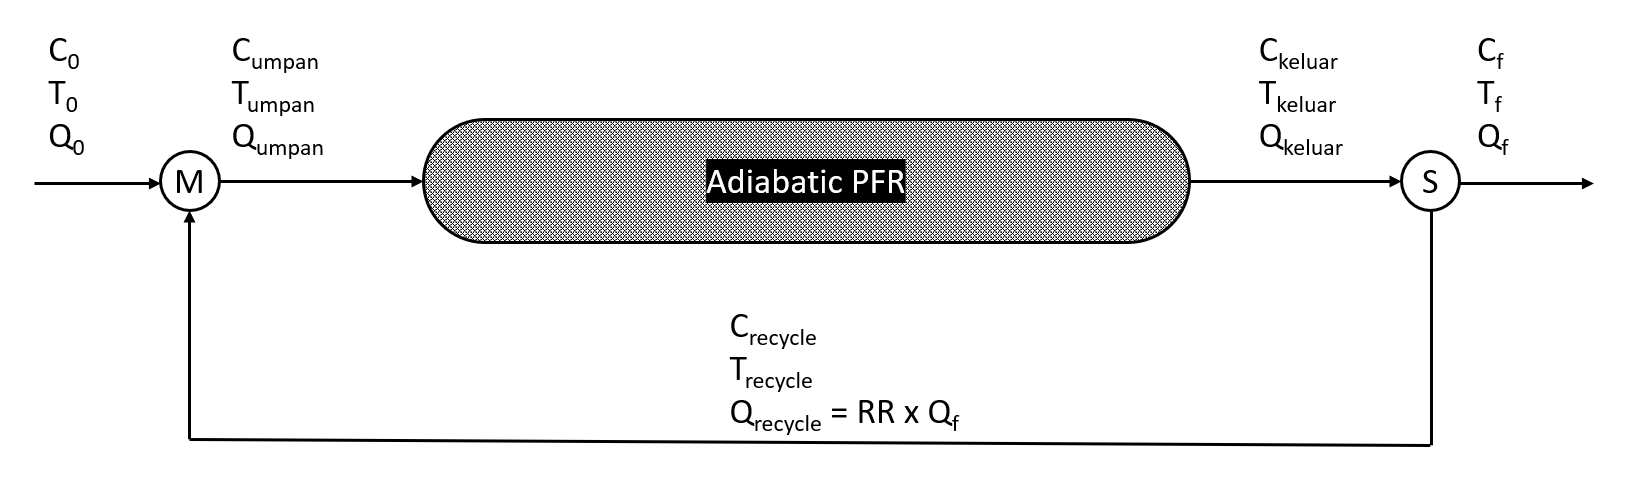 C0
T0
Q0
Cumpan
Tumpan
Qumpan
M
Adiabatic PFR
Ckeluar
Tkeluar
Qkeluar
S
Cf
Tf
Qf
Crecycle
Trecycle
Qrecycle = RR x Qf